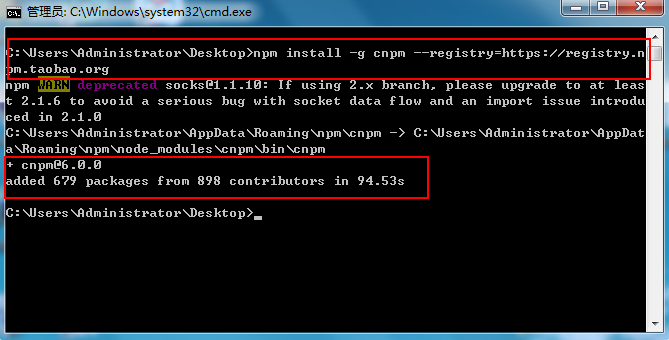 管理员: C:\Windows\system32\cmd.exe
C:\Users\Administrator\Desktop>npm install -g cnpm --registry=https://registry.n
pm.taobao.org
npm WARN deprecated socks@1.1.10: If using 2.x branch, please upgrade to at leas
t 2.1.6 to avoid a serious bug with socket data flow and an import issue introdu
ced in 2.1.0
C:\Users\Administrator\AppData\Roaming\npm\cnpm -> C:\Users\Administrator\AppDat
a\Roaming\npm\node_modules\cnpm\bin\cnpm
+ cnpm@6.0.0
added 679 packages from 898 contributors in 94.53s
C:\Users\Administrator\Desktop>_